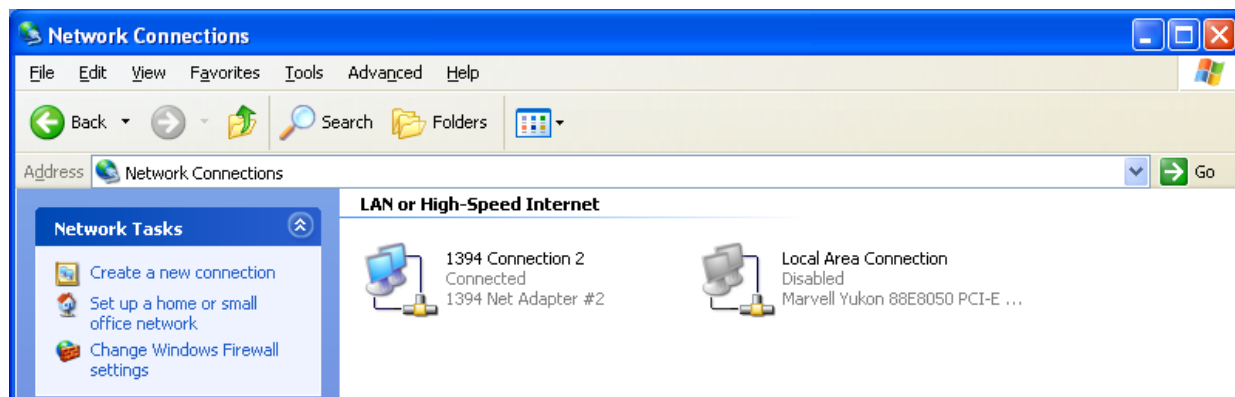 Network Connections
File Edit View Favorites Tools Advanced Help
Back Search Folders
Address Network Connections Go
Network Tasks
Create a new connection
Set up a home or small
office network
Change Windows Firewall
settings
LAN or High-Speed Internet
1394 Connection 2
Connected
1394 Net Adapter #2
Local Area Connection
Disabled
Marvell Yukon 88E8050 PCI-E ...